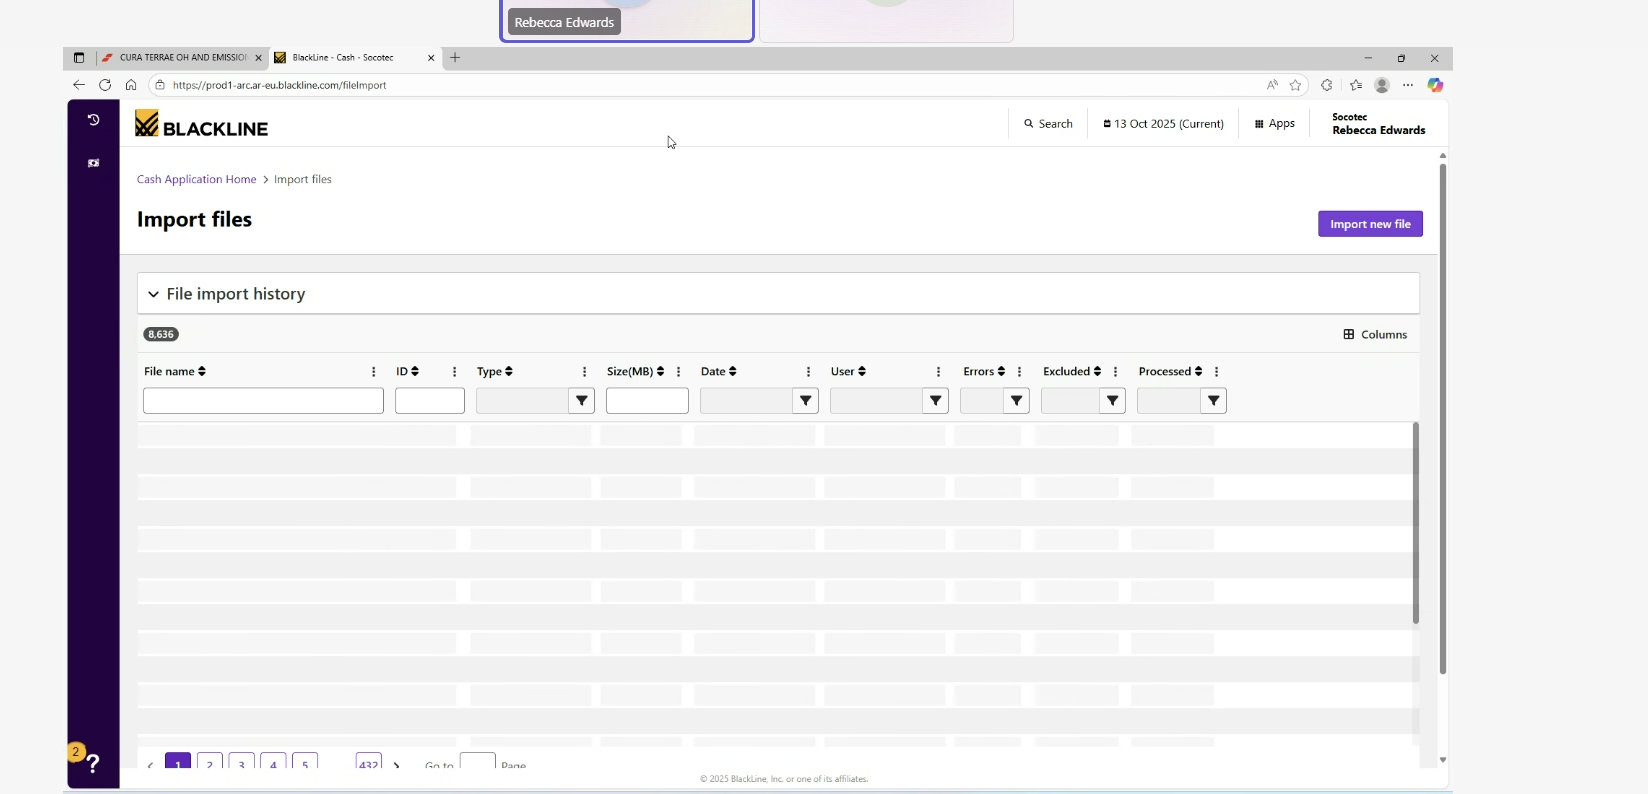 Rebecca Edwards
CURA TERRAE OH AND EMISSION
BlackLine - Cash - Socotec
https://prod1-arc.ar-eu.blackline.com/fileImport
BLACKLINE
Search
13 Oct 2025 (Current)
Apps
Socotec
Rebecca Edwards
Cash Application Home > Import files
Import files
Import new file
File import history
8,636
Columns
File name
ID
Type
Size(MB)
Date
User
Errors
Excluded
Processed
1 2 3 4 5 ... 432 Go to Page
2
?
© 2025 BlackLine, Inc. or one of its affiliates.